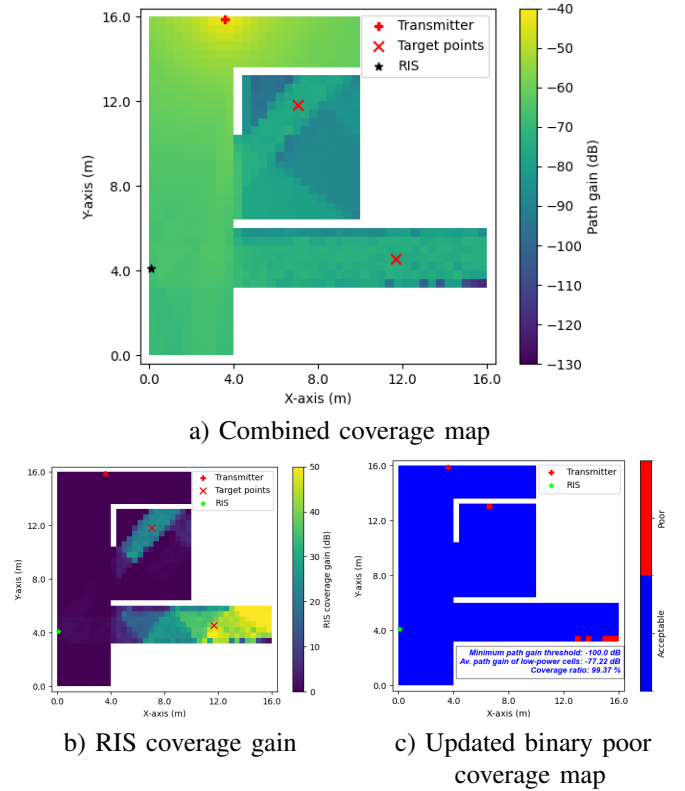 16.0
12.0
8.0
4.0
0.0
Y-axis (m)
0.0 4.0 8.0 12.0 16.0
X-axis (m)
Transmitter
Target points
RIS
−40
−50
−60
−70
−80
−90
−100
−110
−120
−130
Path gain (dB)
a) Combined coverage map
16.0
12.0
8.0
4.0
0.0
Y-axis (m)
0.0 4.0 8.0 12.0 16.0
X-axis (m)
Transmitter
Target points
RIS
50
40
30
20
10
0
RIS coverage gain (dB)
b) RIS coverage gain
16.0
12.0
8.0
4.0
0.0
Y-axis (m)
0.0 4.0 8.0 12.0 16.0
X-axis (m)
Transmitter
RIS
Minimum path gain threshold: -100.0 dB
Av. path gain of low-power cells: -77.22 dB
Coverage ratio: 99.37 %
Poor
Acceptable
c) Updated binary poor
coverage map